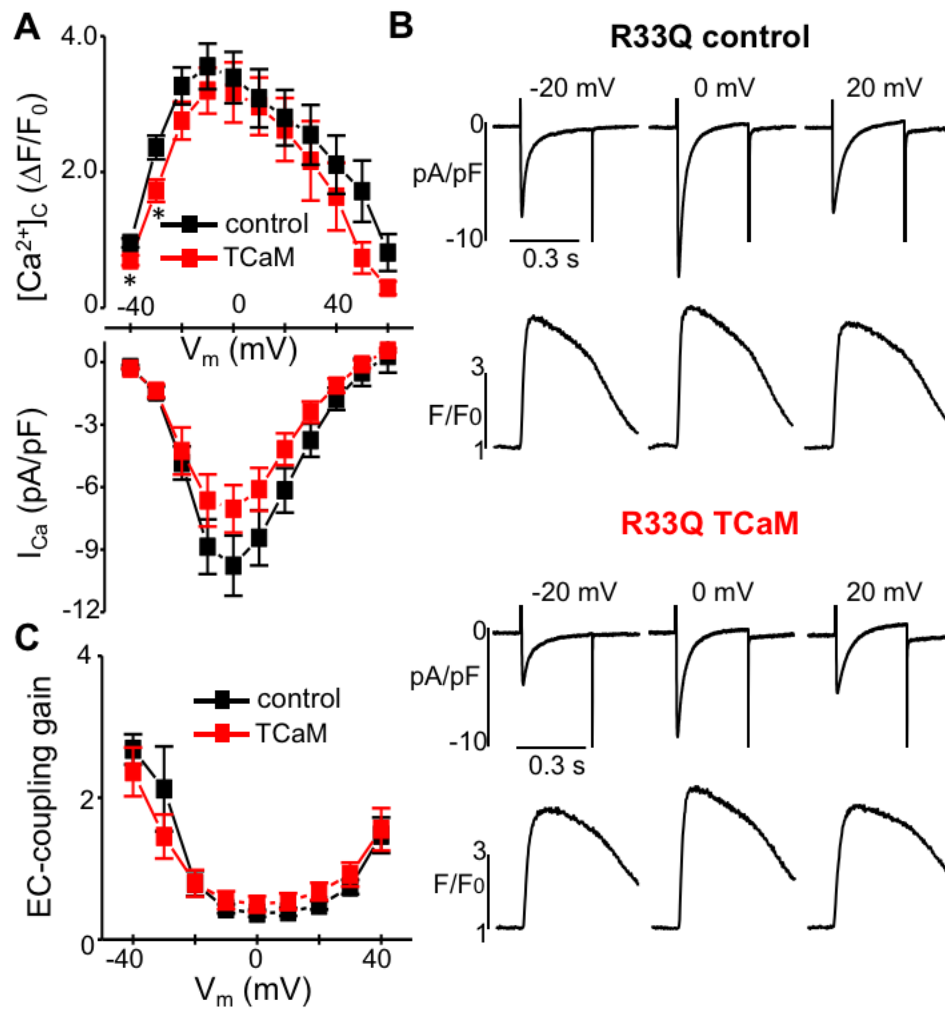 A
4.0
2.0
0
[Ca²⁺]C (ΔF/F₀)
control
TCaM
*
*
-40
0
40
Vm (mV)
0
-3
-6
-9
-12
ICa (pA/pF)
C
4
2
0
EC-coupling gain
control
TCaM
-40
0
40
Vm (mV)
B
R33Q control
-20 mV
0 mV
20 mV
0
pA/pF
-10
0.3 s
3
F/F0
1
R33Q TCaM
-20 mV
0 mV
20 mV
0
pA/pF
-10
0.3 s
3
F/F0
1